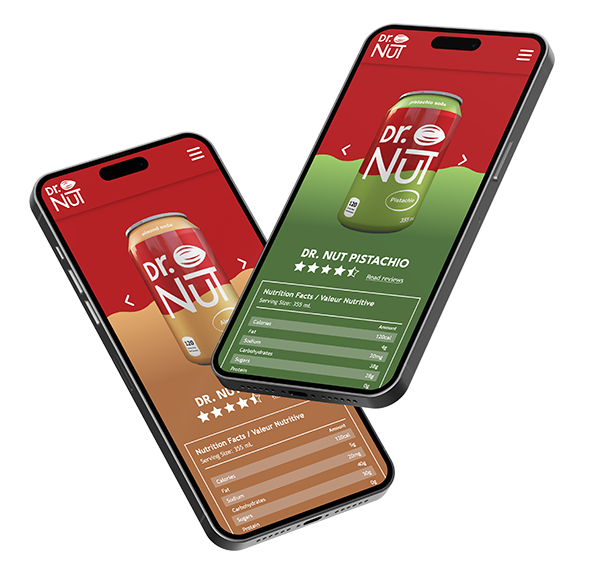 Dr.
NUT
pistachio soda
Dr.
NUT
Pistachio
120
355 ml
DR. NUT PISTACHIO
Read reviews
Nutrition Facts / Valeur Nutritive
Serving Size: 355 mL
Amount
Calories 120cal
Fat 4g
Sodium 20mg
Carbohydrates 38g
Sugars 28g
Protein 0g
Dr.
NUT
almond soda
Dr.
NUT
120
DR.
Nutrition Facts / Valeur Nutritive
Serving Size: 355 mL
Amount
Calories 120cal
Fat 5g
Sodium 20mg
Carbohydrates 40g
Sugars 30g
Protein 0g